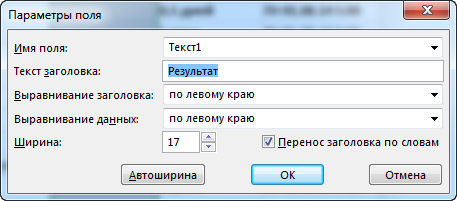 Параметры поля
Имя поля: Текст1
Текст заголовка: Результат
Выравнивание заголовка: по левому краю
Выравнивание данных: по левому краю
Ширина: 17 Перенос заголовка по словам
Автоширина ОК Отмена